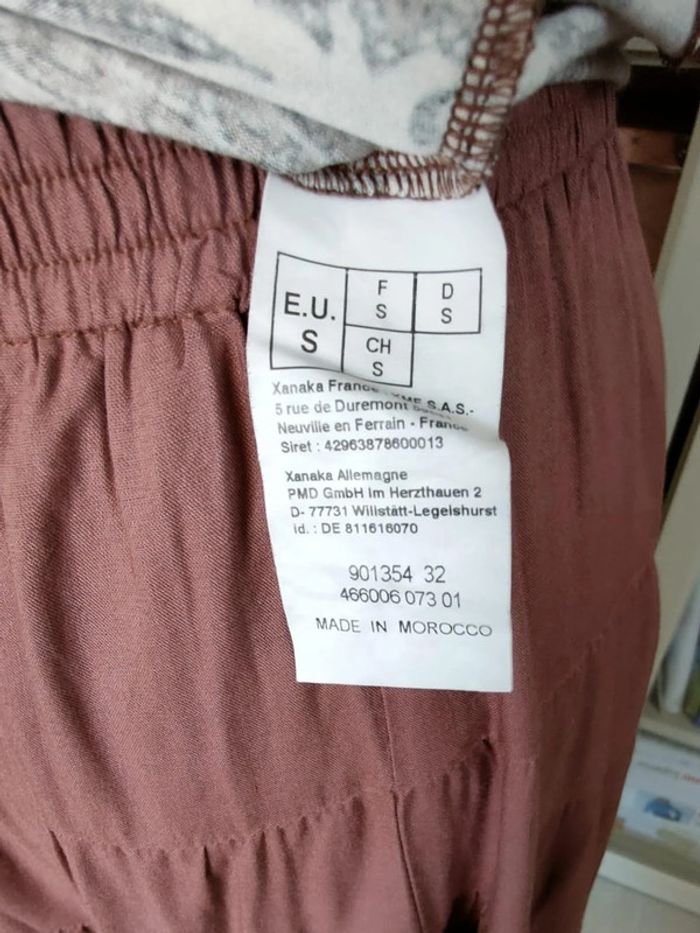 E.U.
S
F
S
D
S
CH
S
Xanaka S.A.S.-
5 rue de Duremont
Neuville en Ferrain - France
Siret : 42963878600013
Xanaka Allemagne
PMD GmbH Im Herzthauen 2
D- 77731 Willstätt-Legelshurst
id. : DE 811616070
901354 32
466006 073 01
MADE IN MOROCCO